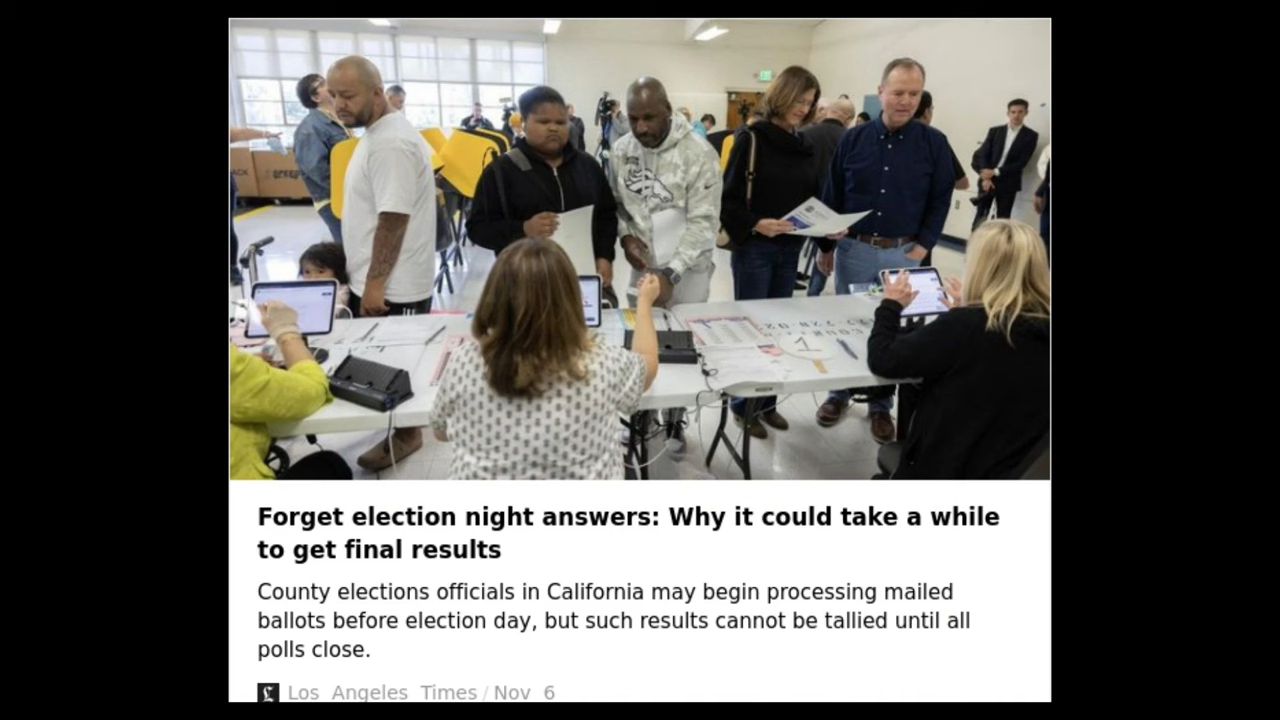 Forget election night answers: Why it could take a while
to get final results
County elections officials in California may begin processing mailed
ballots before election day, but such results cannot be tallied until all
polls close.
Los Angeles Times / Nov 6